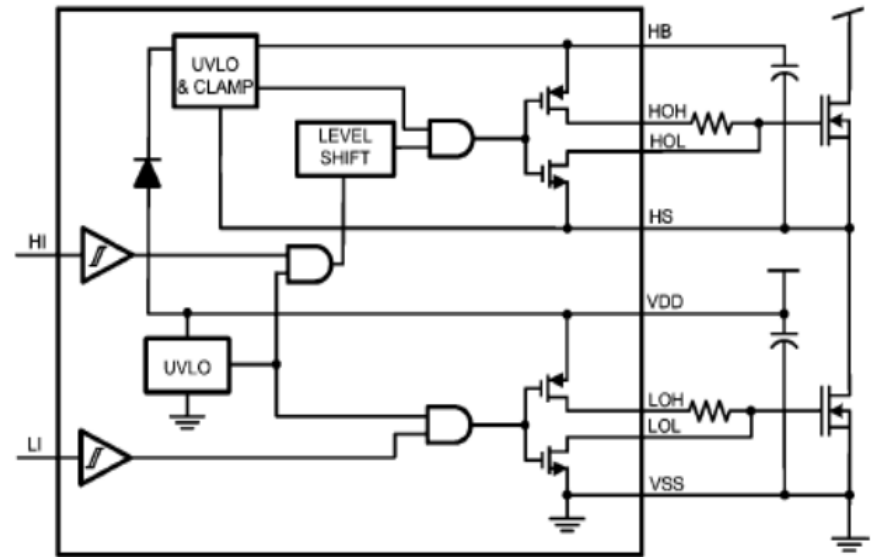 HB
UVLO
& CLAMP
HOH
LEVEL
SHIFT
HOL
HS
HI
VDD
UVLO
LOH
LOL
LI
VSS